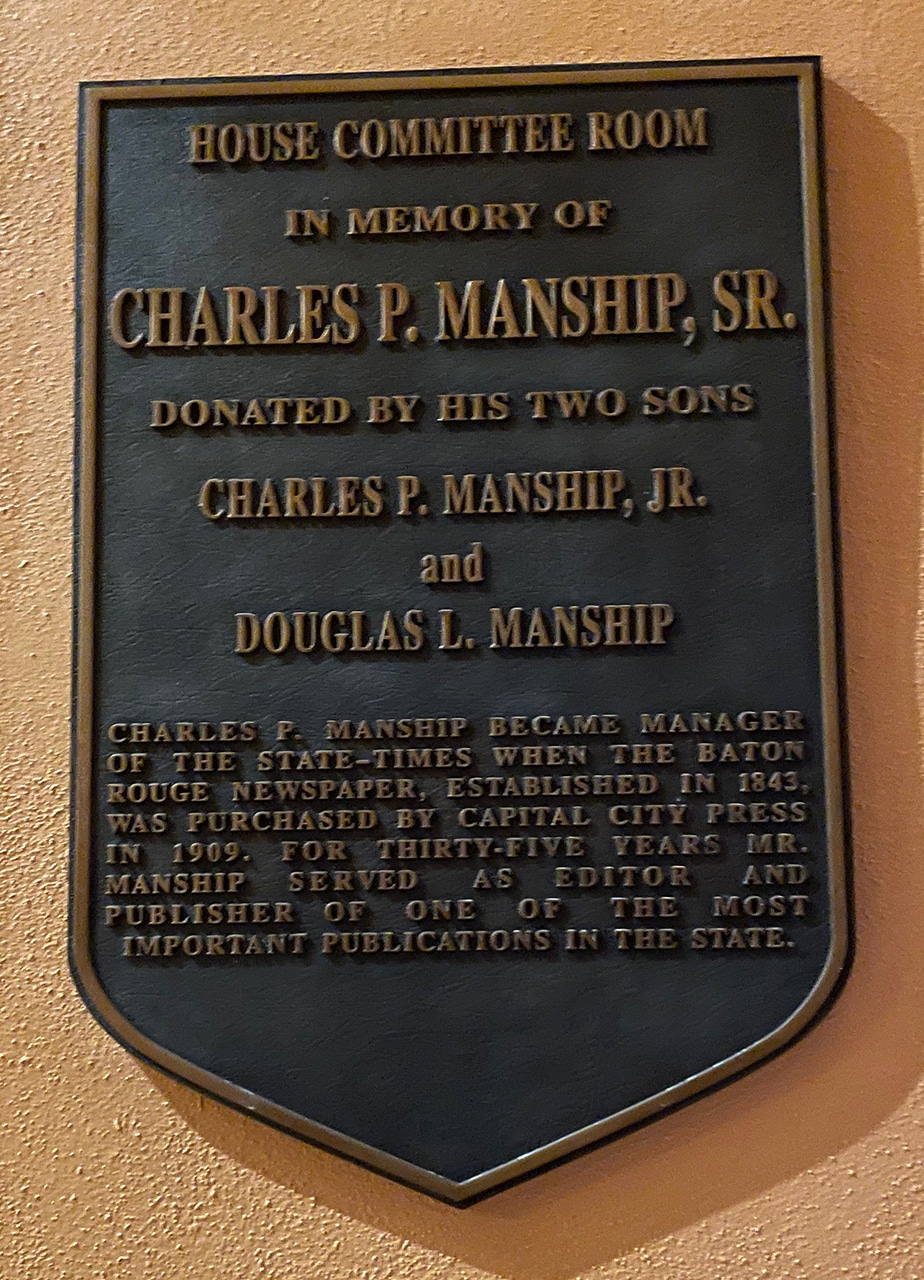 HOUSE COMMITTEE ROOM
IN MEMORY OF
CHARLES P. MANSHIP, SR.
DONATED BY HIS TWO SONS
CHARLES P. MANSHIP, JR.
and
DOUGLAS L. MANSHIP
CHARLES P. MANSHIP BECAME MANAGER
OF THE STATE-TIMES WHEN THE BATON
ROUGE NEWSPAPER, ESTABLISHED IN 1843,
WAS PURCHASED BY CAPITAL CITY PRESS
IN 1909. FOR THIRTY-FIVE YEARS MR.
MANSHIP SERVED AS EDITOR AND
PUBLISHER OF ONE OF THE MOST
IMPORTANT PUBLICATIONS IN THE STATE.